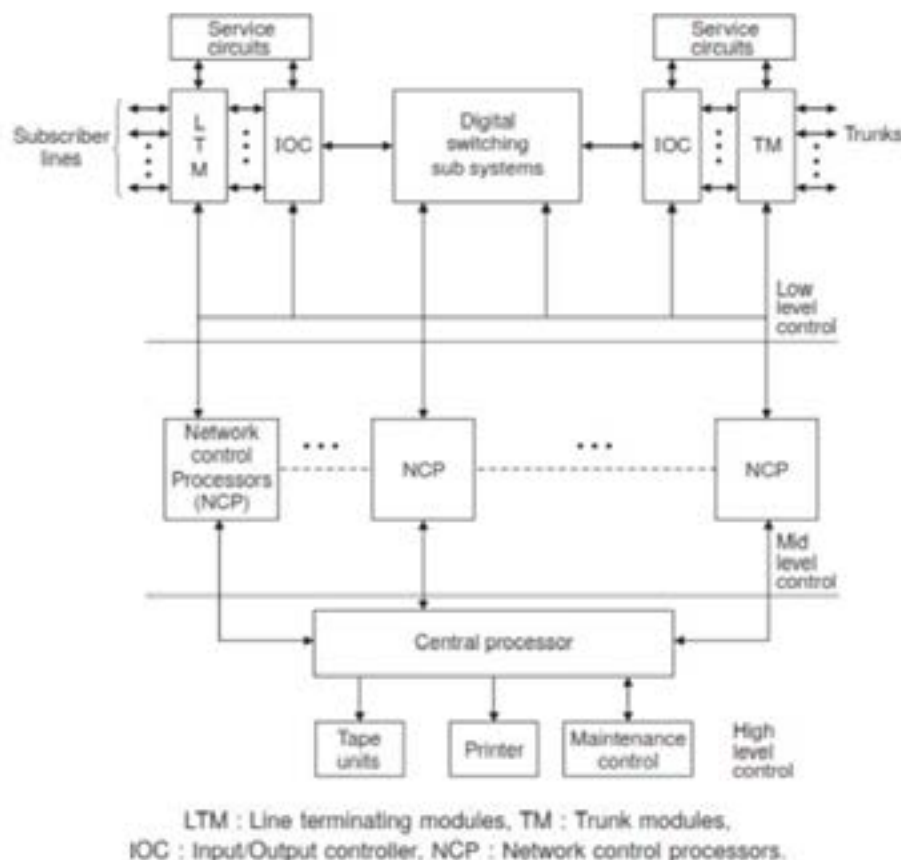 Service
circuits
Service
circuits
Subscriber
lines
L
T
M
IOC
Digital
switching
sub systems
IOC
TM
Trunks
Low
level
control
Network
control
Processors
(NCP)
NCP
NCP
Mid
level
control
Central processor
Tape
units
Printer
Maintenance
control
High
level
control
LTM : Line terminating modules, TM : Trunk modules,
IOC : Input/Output controller, NCP : Network control processors.